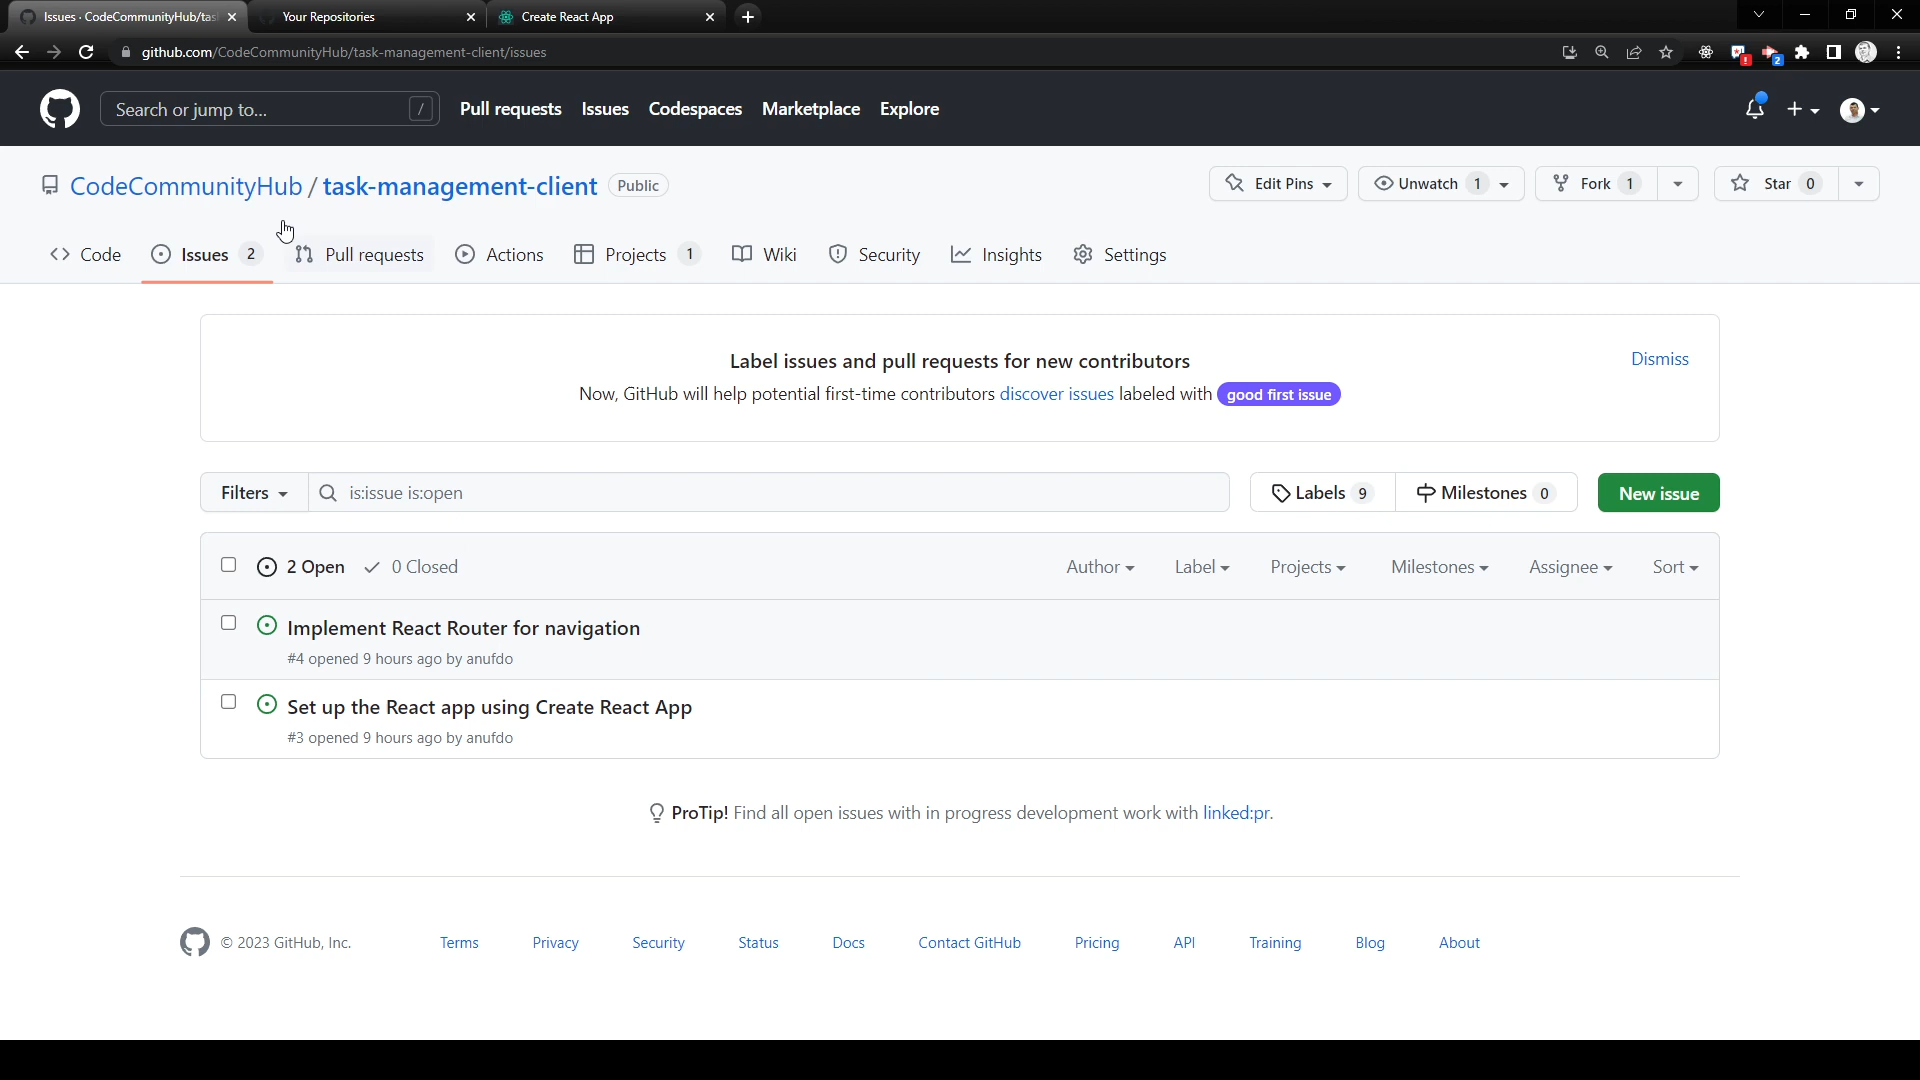 Issues · CodeCommunityHub/tas
Your Repositories
Create React App
github.com/CodeCommunityHub/task-management-client/issues
! 2
Search or jump to... /
Pull requests Issues Codespaces Marketplace Explore
CodeCommunityHub / task-management-client Public
Edit Pins Unwatch 1 Fork 1 Star 0
Code Issues 2 Pull requests Actions Projects 1 Wiki Security Insights Settings
Label issues and pull requests for new contributors
Dismiss
Now, GitHub will help potential first-time contributors discover issues labeled with good first issue
Filters is:issue is:open Labels 9 Milestones 0 New issue
2 Open 0 Closed Author Label Projects Milestones Assignee Sort
Implement React Router for navigation
#4 opened 9 hours ago by anufdo
Set up the React app using Create React App
#3 opened 9 hours ago by anufdo
ProTip! Find all open issues with in progress development work with linked:pr.
© 2023 GitHub, Inc. Terms Privacy Security Status Docs Contact GitHub Pricing API Training Blog About